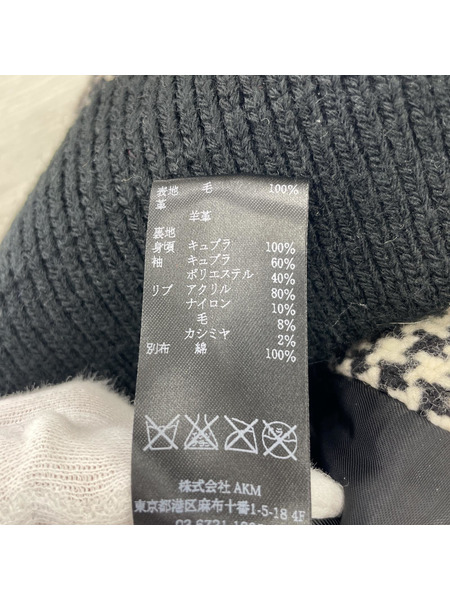 表地 毛 100%
革
羊革
裏地
身頃 キュプラ 100%
袖 キュプラ 60%
ポリエステル 40%
リブ アクリル 80%
ナイロン 10%
毛 8%
カシミヤ 2%
別布 綿 100%
株式会社 AKM
東京都港区麻布十番1-5-18 4F